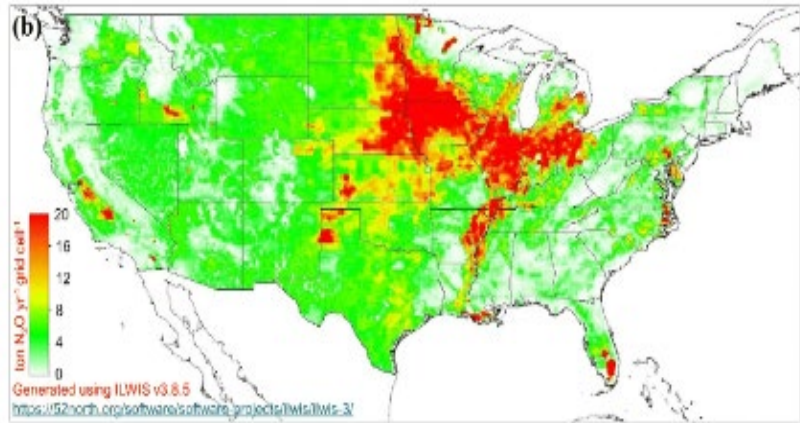 (b)
20
16
12
8
4
0
ton N₂O yr⁻¹ grid cell⁻¹
Generated using ILWIS v3.8.5
https://52north.org/software/software-projects/ilwis/ilwis-3/